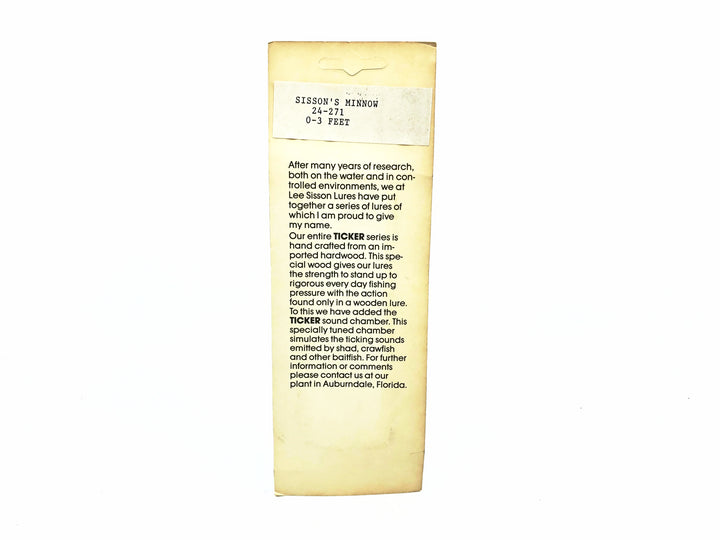 SISSON'S MINNOW
24-271
0-3 FEET
After many years of research,
both on the water and in con-
trolled environments, we at
Lee Sisson Lures have put
together a series of lures of
which I am proud to give
my name.
Our entire TICKER series is
hand crafted from an im-
ported hardwood. This spe-
cial wood gives our lures
the strength to stand up to
rigorous every day fishing
pressure with the action
found only in a wooden lure.
To this we have added the
TICKER sound chamber. This
specially tuned chamber
simulates the ticking sounds
emitted by shad, crawfish
and other baitfish. For further
information or comments
please contact us at our
plant in Auburndale, Florida.